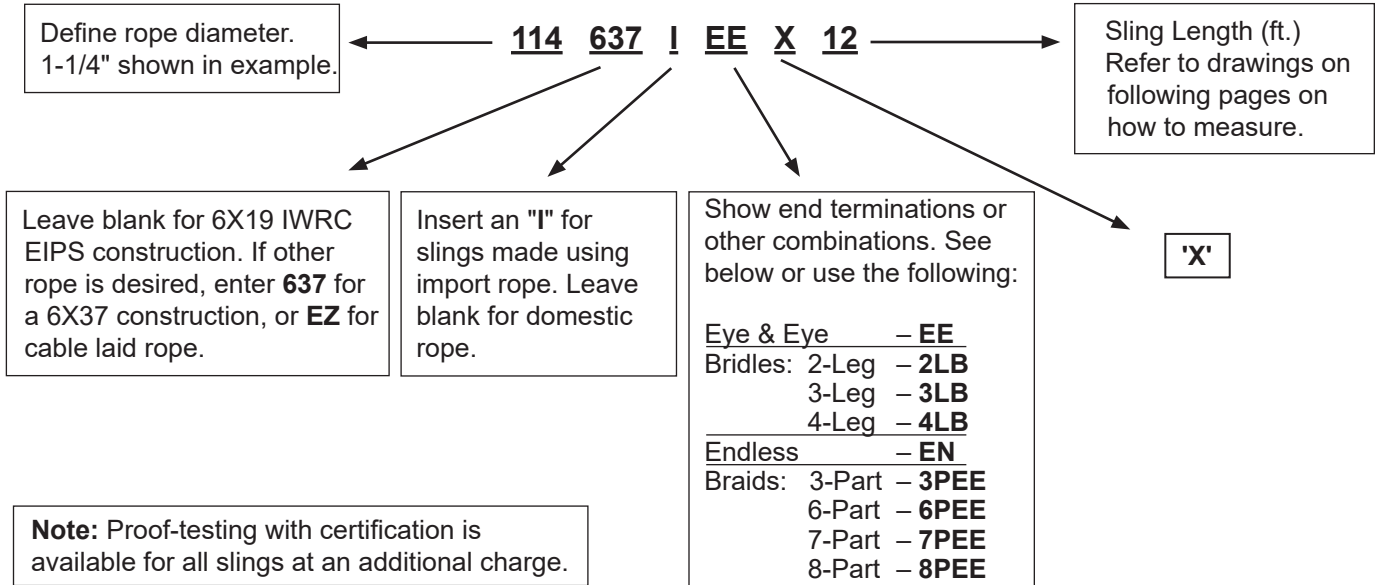 Define rope diameter.
1-1/4" shown in example.
114 637 I EE X 12
Sling Length (ft.)
Refer to drawings on
following pages on
how to measure.
Leave blank for 6X19 IWRC
EIPS construction. If other
rope is desired, enter 637 for
a 6X37 construction, or EZ for
cable laid rope.
Insert an "I" for
slings made using
import rope. Leave
blank for domestic
rope.
Show end terminations or
other combinations. See
below or use the following:
Eye & Eye – EE
Bridles: 2-Leg – 2LB
3-Leg – 3LB
4-Leg – 4LB
Endless – EN
Braids: 3-Part – 3PEE
6-Part – 6PEE
7-Part – 7PEE
8-Part – 8PEE
'X'
Note: Proof-testing with certification is
available for all slings at an additional charge.